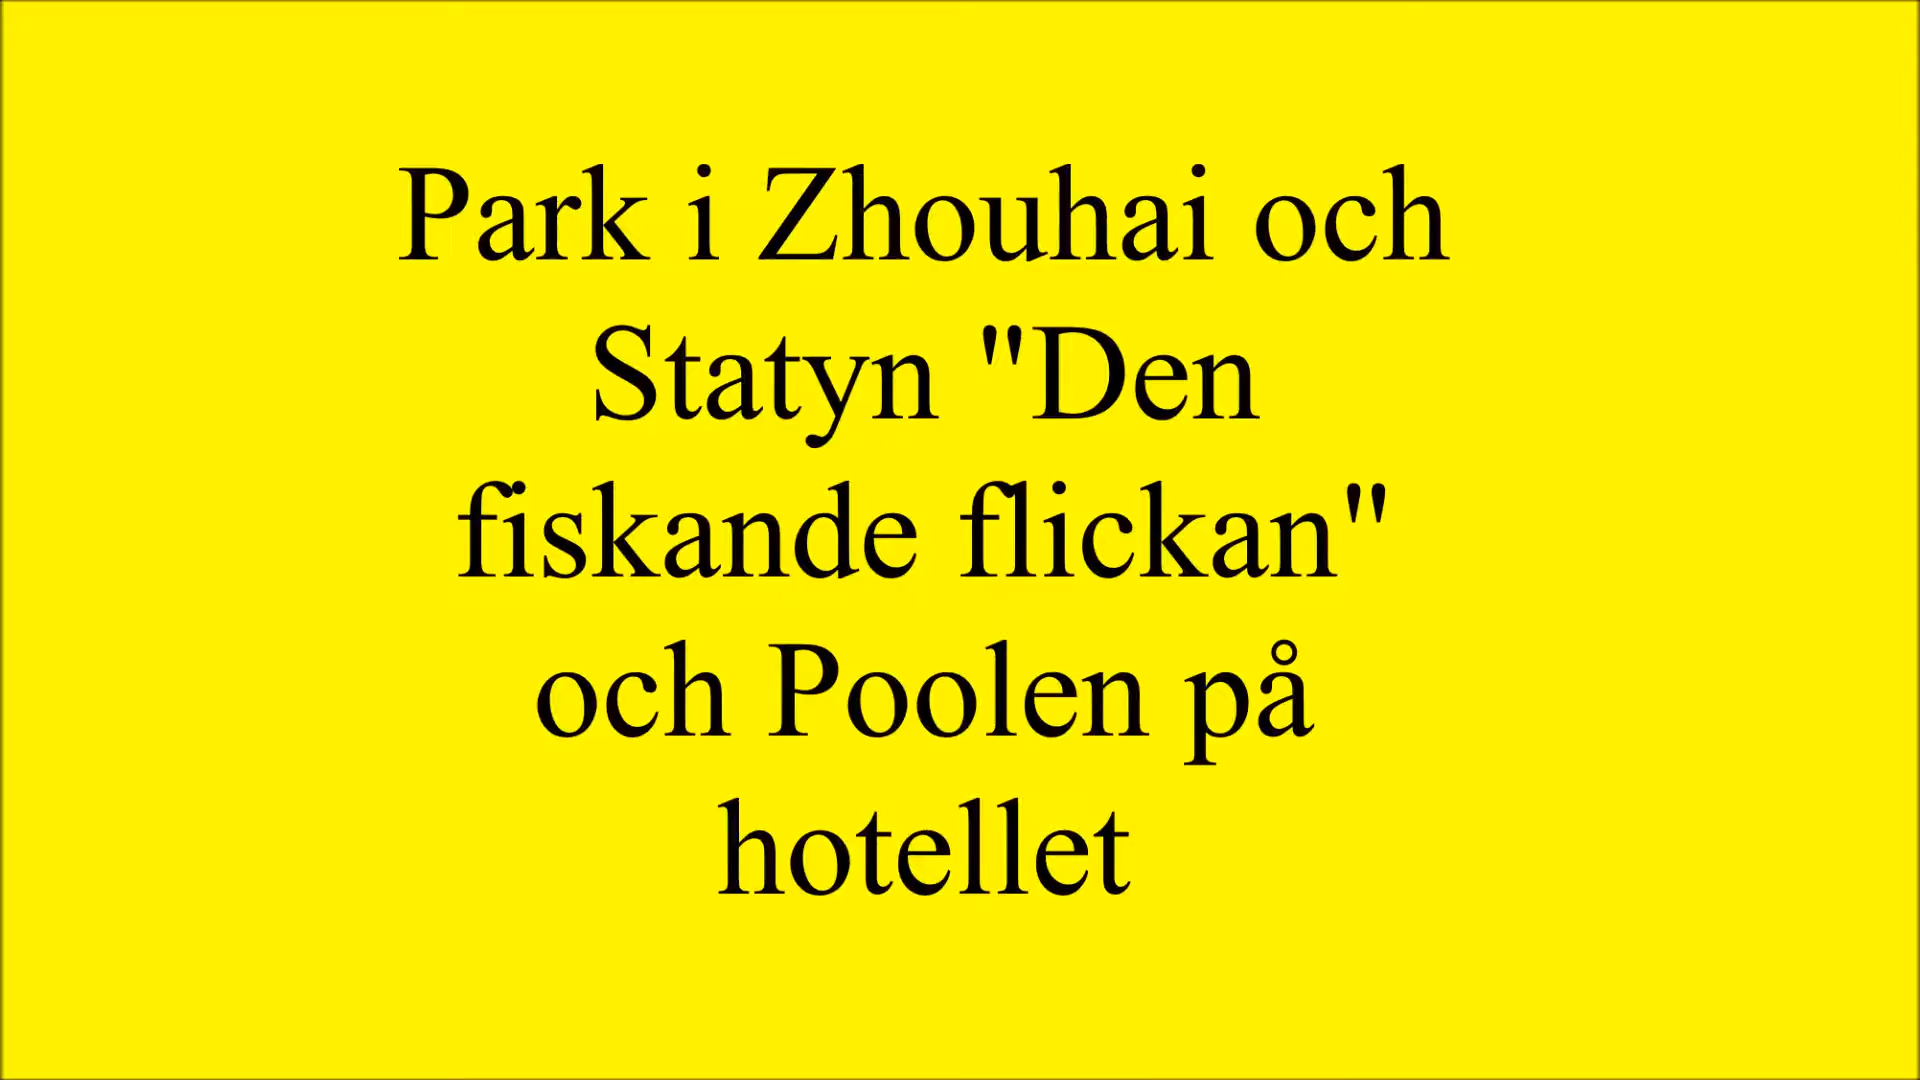 Park i Zhouhai och
Statyn "Den
fiskande flickan"
och Poolen på
hotellet